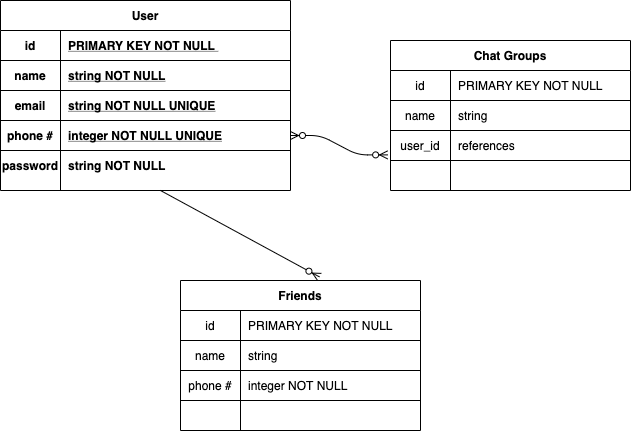 User
id PRIMARY KEY NOT NULL
name string NOT NULL
email string NOT NULL UNIQUE
phone # integer NOT NULL UNIQUE
password string NOT NULL
Chat Groups
id PRIMARY KEY NOT NULL
name string
user_id references
Friends
id PRIMARY KEY NOT NULL
name string
phone # integer NOT NULL